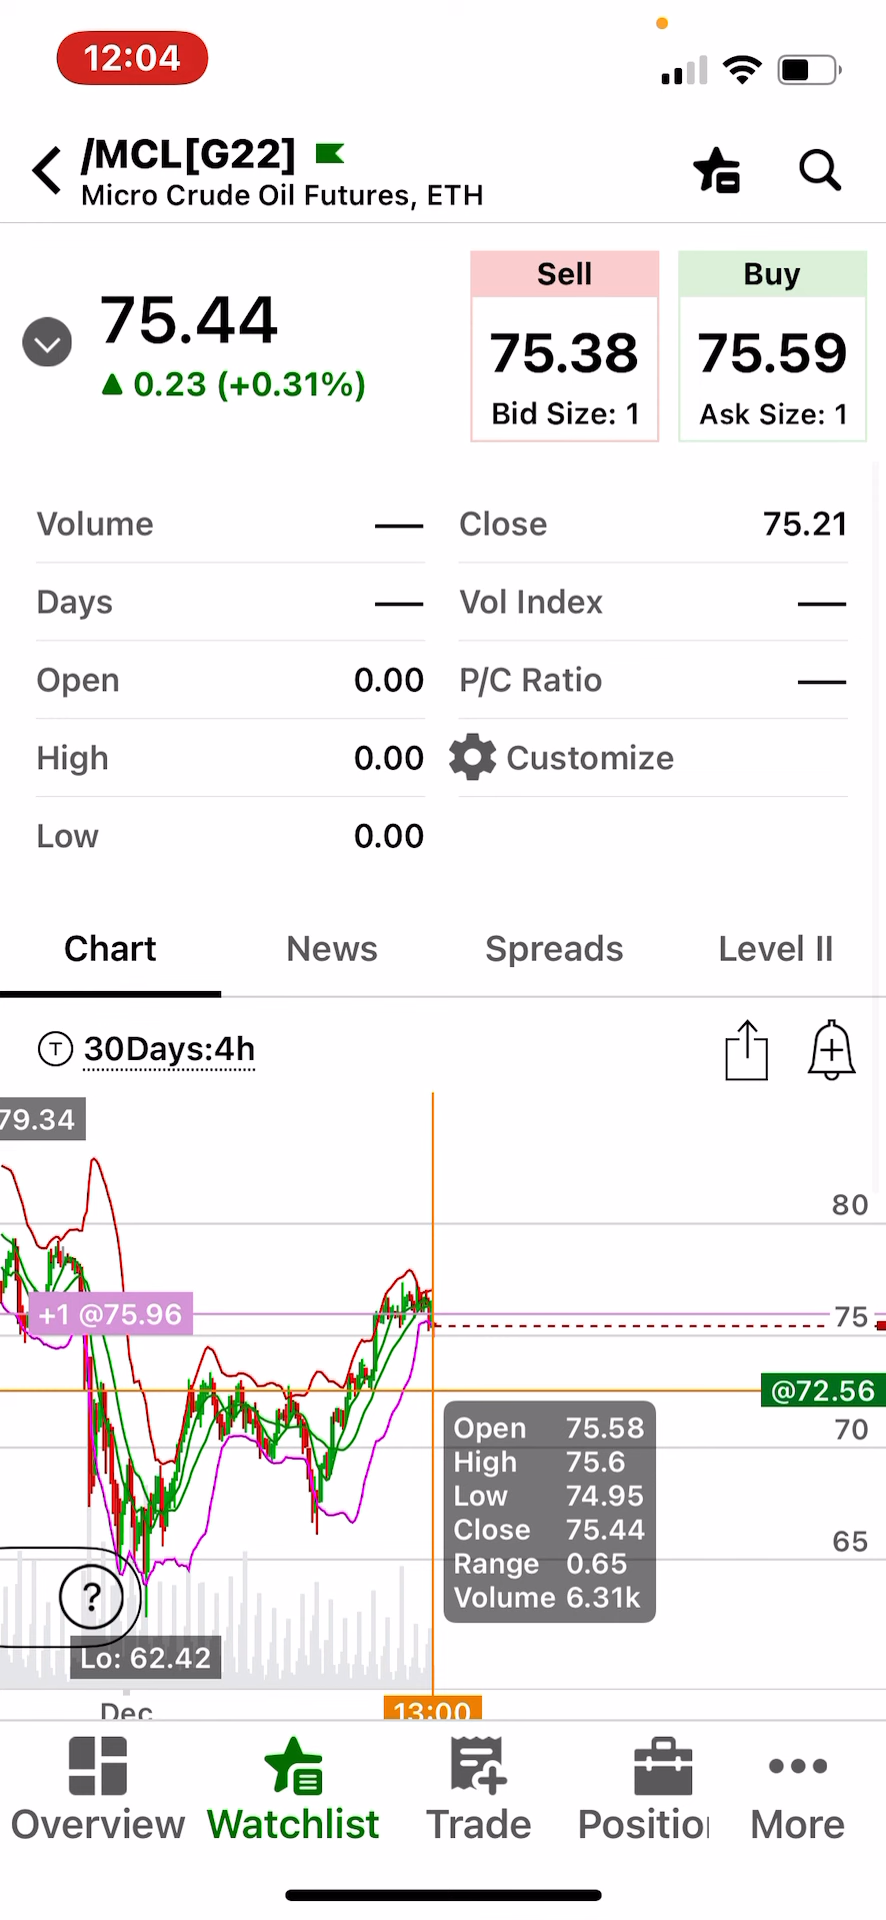 12:04
/MCL[G22]
Micro Crude Oil Futures, ETH
75.44
0.23 (+0.31%)
Sell
75.38
Bid Size: 1
Buy
75.59
Ask Size: 1
Volume —
Close 75.21
Days —
Vol Index —
Open 0.00
P/C Ratio —
High 0.00
Customize
Low 0.00
Chart News Spreads Level II
T 30Days:4h
79.34
80
+1 @75.96
75
@72.56
70
Open 75.58
High 75.6
Low 74.95
Close 75.44
Range 0.65
Volume 6.31k
65
?
Lo: 62.42
Dec
13:00
Overview Watchlist Trade Position More